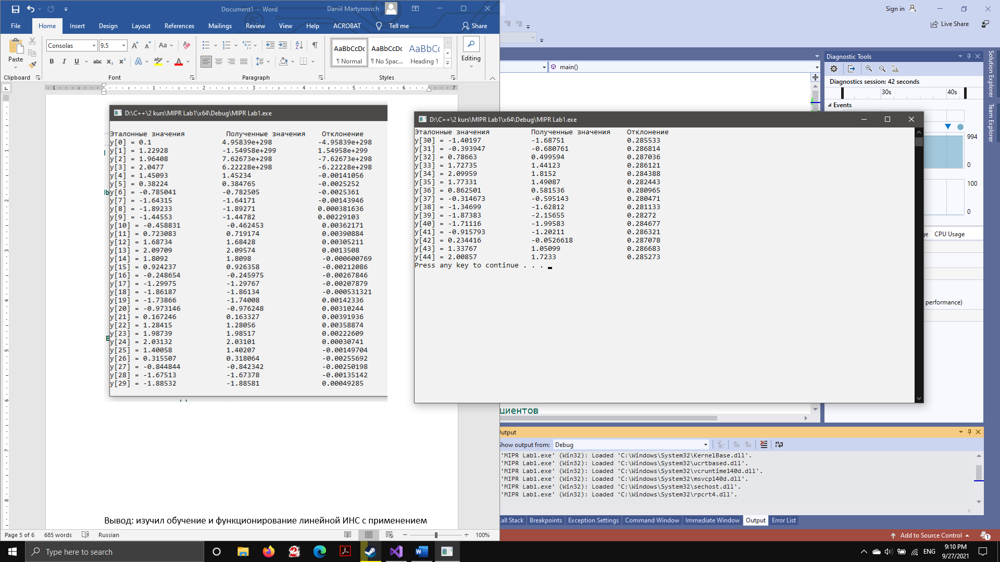 Document1 - Word
Daniil Martynovich
File Home Insert Design Layout References Mailings Review View Help ACROBAT Tell me Share
Paste
Clipboard
Consolas 9.5
Font
Paragraph
AaBbCcDc AaBbCcDc AaBbCc
¶ Normal ¶ No Spac... Heading 1
Styles
Editing
D:\C++\2 kurs\MIPR Lab1\x64\Debug\MIPR Lab1.exe
Эталонные значения Полученные значения Отклонение
y[0] = 0.1 4.95839e+298 -4.95839e+298
y[1] = 1.22928 -1.54958e+299 1.54958e+299
y[2] = 1.96408 7.62673e+298 -7.62673e+298
y[3] = 2.0477 6.22228e+298 -6.22228e+298
y[4] = 1.45093 1.45234 -0.00141056
y[5] = 0.38224 0.384765 -0.0025252
y[6] = -0.785041 -0.782505 -0.0025361
y[7] = -1.64315 -1.64171 -0.00143946
y[8] = -1.89233 -1.89271 0.000381636
y[9] = -1.44553 -1.44782 0.00229103
y[10] = -0.458831 -0.462453 0.00362171
y[11] = 0.723083 0.719174 0.00390884
y[12] = 1.68734 1.68428 0.00305211
y[13] = 2.09709 2.09574 0.0013508
y[14] = 1.8092 1.8098 -0.000600769
y[15] = 0.924237 0.926358 -0.00212086
y[16] = -0.248654 -0.245975 -0.00267846
y[17] = -1.29975 -1.29767 -0.00207879
y[18] = -1.86187 -1.86134 -0.000531321
y[19] = -1.73866 -1.74008 0.00142336
y[20] = -0.973146 -0.976248 0.00310244
y[21] = 0.167246 0.163327 0.00391936
y[22] = 1.28415 1.28056 0.00358874
y[23] = 1.98739 1.98517 0.00222609
y[24] = 2.03132 2.03101 0.00030741
y[25] = 1.40058 1.40207 -0.00149704
y[26] = 0.315507 0.318064 -0.00255692
y[27] = -0.844844 -0.842342 -0.00250198
y[28] = -1.67513 -1.67378 -0.00135142
y[29] = -1.88532 -1.88581 0.00049285
Вывод: изучил обучение и функционирование линейной ИНС с применением
Page 5 of 6 685 words Russian 100%
Sign in
Live Share
main()
Diagnostic Tools
Diagnostics session: 42 seconds
30s 40s
Events
994
0
100
0
CPU Usage
performance)
Solution Explorer
Team Explorer
D:\C++\2 kurs\MIPR Lab1\x64\Debug\MIPR Lab1.exe
Эталонные значения Полученные значения Отклонение
y[30] = -1.40197 -1.68751 0.285533
y[31] = -0.393947 -0.680761 0.286814
y[32] = 0.78663 0.499594 0.287036
y[33] = 1.72735 1.44123 0.286121
y[34] = 2.09959 1.8152 0.284388
y[35] = 1.77331 1.49087 0.282443
y[36] = 0.862501 0.581536 0.280965
y[37] = -0.314673 -0.595143 0.280471
y[38] = -1.34699 -1.62812 0.281133
y[39] = -1.87383 -2.15655 0.28272
y[40] = -1.71116 -1.99583 0.284677
y[41] = -0.915793 -1.20211 0.286321
y[42] = 0.234416 -0.0526618 0.287078
y[43] = 1.33767 1.05099 0.286683
y[44] = 2.00857 1.7233 0.285273
Press any key to continue . . .
циентов
Output
Show output from: Debug
'MIPR Lab1.exe' (Win32): Loaded 'C:\Windows\System32\KernelBase.dll'.
'MIPR Lab1.exe' (Win32): Loaded 'C:\Windows\System32\ucrtbased.dll'.
'MIPR Lab1.exe' (Win32): Loaded 'C:\Windows\System32\vcruntime140d.dll'.
'MIPR Lab1.exe' (Win32): Loaded 'C:\Windows\System32\msvcp140d.dll'.
'MIPR Lab1.exe' (Win32): Loaded 'C:\Windows\System32\sechost.dll'.
'MIPR Lab1.exe' (Win32): Loaded 'C:\Windows\System32\rpcrt4.dll'.
Call Stack Breakpoints Exception Settings Command Window Immediate Window Output Error List
Add to Source Control 1
Type here to search
ENG
9:10 PM
9/27/2021